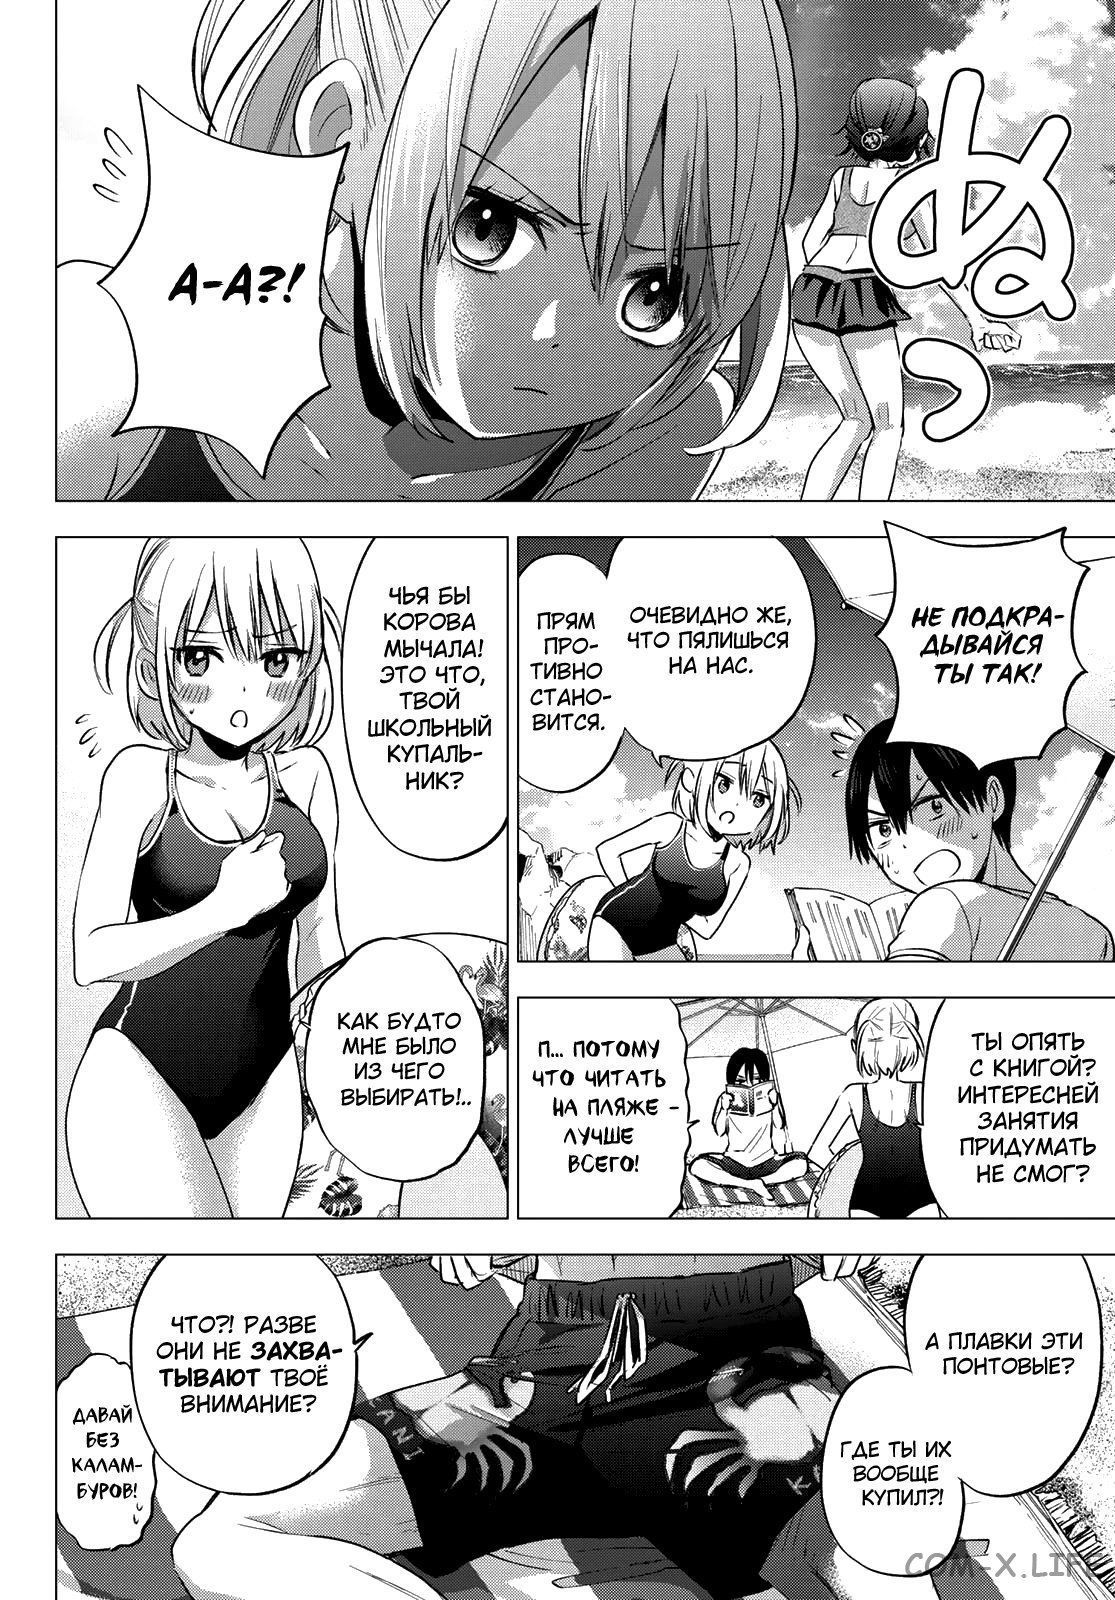 ぬっ
А-А?!
НЕ ПОДКРА-
ДЫВАЙСЯ
ТЫ ТАК!
ОЧЕВИДНО ЖЕ,
ЧТО ПЯЛИШЬСЯ
НА НАС.
ПРЯМ
ПРО-
ТИВНО
СТАНО-
ВИТСЯ.
ЧЬЯ БЫ
КОРОВА
МЫЧАЛА!
ЭТО ЧТО,
ТВОЙ
ШКОЛЬНЫЙ
КУПАЛЬ-
НИК?
КАК БУДТО
МНЕ БЫЛО
ИЗ ЧЕГО
ВЫБИРАТЬ!..
ТЫ ОПЯТЬ
С КНИГОЙ?
ИНТЕРЕСНЕЙ
ЗАНЯТИЯ
ПРИДУМАТЬ
НЕ СМОГ?
П... ПОТОМУ
ЧТО ЧИТАТЬ
НА ПЛЯЖЕ -
ЛУЧШЕ
ВСЕГО!
А ПЛАВКИ ЭТИ
ПОНТОВЫЕ?
ГДЕ ТЫ ИХ
ВООБЩЕ
КУПИЛ?!
ЧТО?! РАЗВЕ
ОНИ НЕ ЗАХВА-
ТЫВАЮТ ТВОЁ
ВНИМАНИЕ?
ДАВАЙ
БЕЗ
КАЛАМ-
БУРОВ!
LANI
COM-X.LIFE